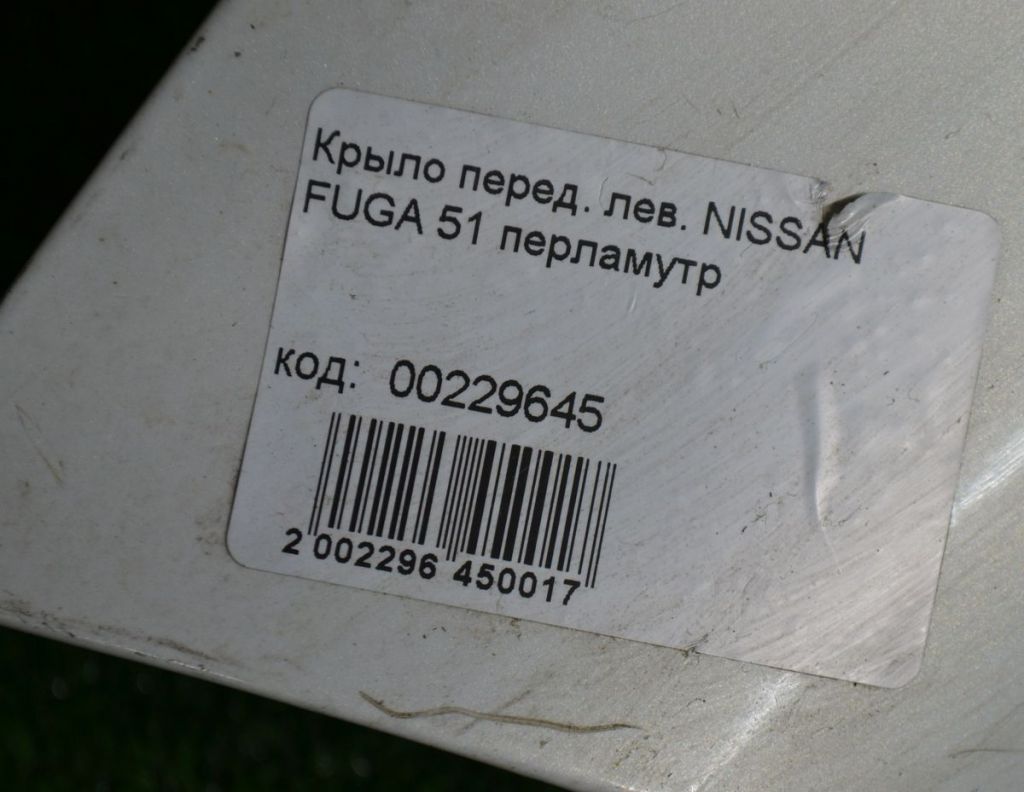 Крыло перед. лев. NISSAN
FUGA 51 перламутр
код: 00229645
2 002296 450017